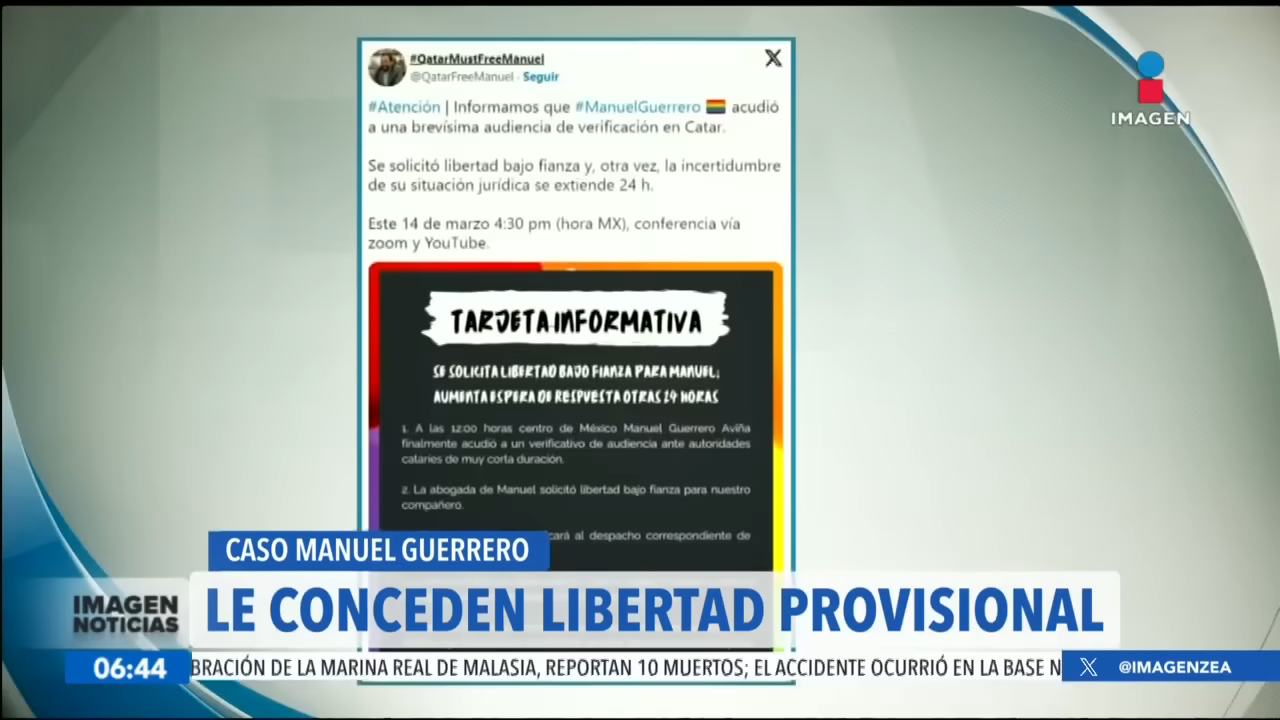 #QatarMustFreeManuel
@QatarFreeManuel · Seguir
X
#Atención | Informamos que #ManuelGuerrero 🏳️‍🌈 acudió
a una brevísima audiencia de verificación en Catar.
Se solicitó libertad bajo fianza y, otra vez, la incertidumbre
de su situación jurídica se extiende 24 h.
Este 14 de marzo 4:30 pm (hora MX), conferencia vía
zoom y YouTube.
IMAGEN
TARJETA INFORMATIVA
SE SOLICITA LIBERTAD BAJO FIANZA PARA MANUEL;
AUMENTA ESPERA DE RESPUESTA OTRAS 24 HORAS
1. A las 12:00 horas centro de México Manuel Guerrero Aviña
finalmente acudió a un verificativo de audiencia ante autoridades
cataríes de muy corta duración.
2. La abogada de Manuel solicitó libertad bajo fianza para nuestro
compañero.
cará al despacho correspondiente de
CASO MANUEL GUERRERO
LE CONCEDEN LIBERTAD PROVISIONAL
IMAGEN
NOTICIAS
06:44
BRACIÓN DE LA MARINA REAL DE MALASIA, REPORTAN 10 MUERTOS; EL ACCIDENTE OCURRIÓ EN LA BASE N
X @IMAGENZEA